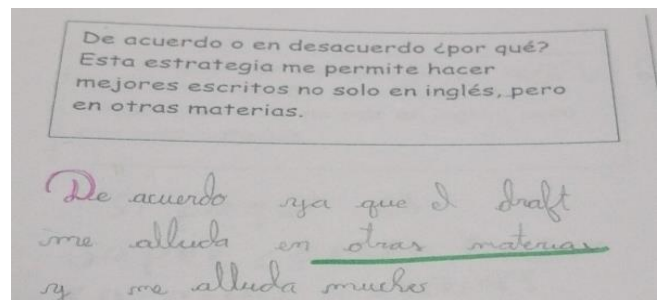 De acuerdo o en desacuerdo ¿por qué?
Esta estrategia me permite hacer
mejores escritos no solo en inglés, pero
en otras materias.
De acuerdo ya que el draft
me alluda en otras materias
y me alluda muchos